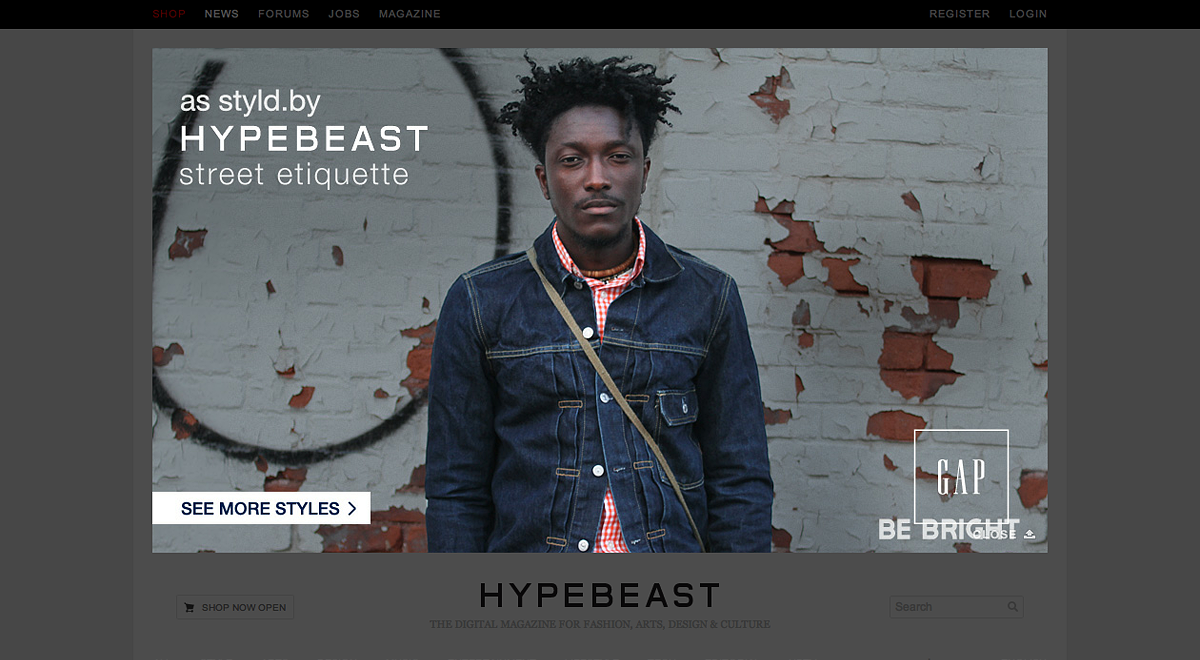 SHOP NEWS FORUMS JOBS MAGAZINE REGISTER LOGIN
as styld.by
HYPEBEAST
street etiquette
GAP
SEE MORE STYLES
BE BRIGHT
CLOSE
HYPEBEAST
SHOP NOW OPEN
Search
THE DIGITAL MAGAZINE FOR FASHION, ARTS, DESIGN & CULTURE